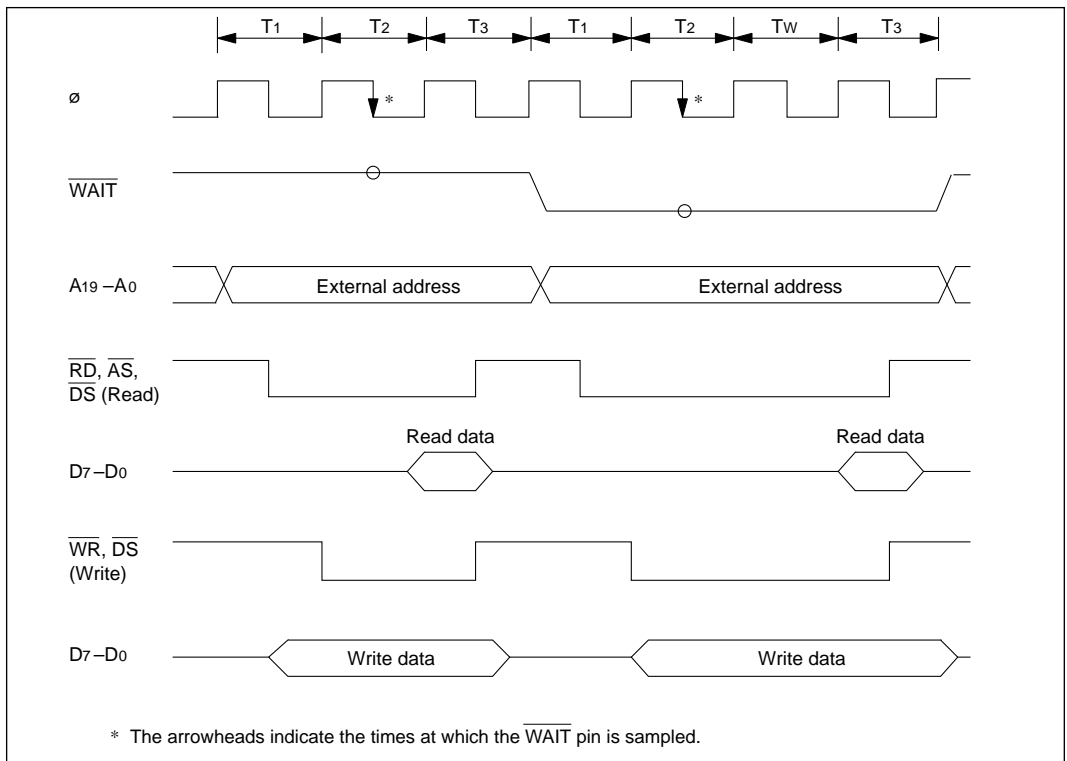 T1 T2 T3 T1 T2 TW T3
ø * *
WAIT
A19 –A0 External address External address
RD, AS,
DS (Read)
Read data Read data
D7–D0
WR, DS
(Write)
D7–D0 Write data Write data
* The arrowheads indicate the times at which the WAIT pin is sampled.